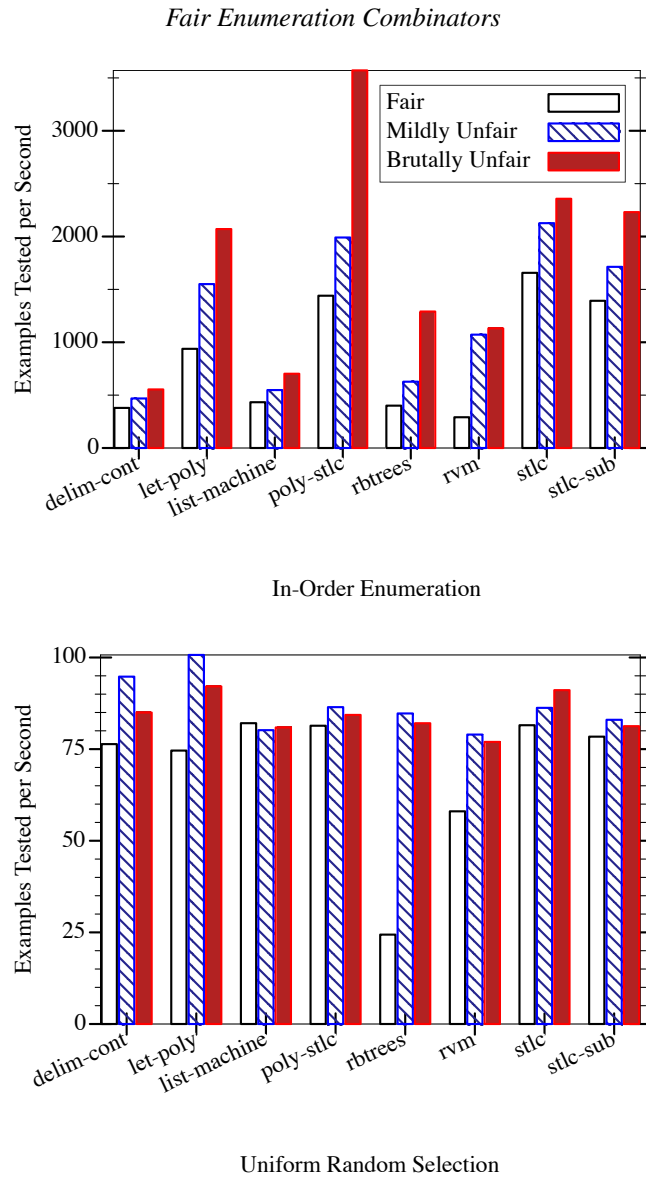 Fair Enumeration Combinators
Fair
Mildly Unfair
Brutally Unfair
Examples Tested per Second
3000
2000
1000
0
delim-cont
let-poly
list-machine
poly-stlc
rbtrees
rvm
stlc
stlc-sub
In-Order Enumeration
Examples Tested per Second
100
75
50
25
0
delim-cont
let-poly
list-machine
poly-stlc
rbtrees
rvm
stlc
stlc-sub
Uniform Random Selection